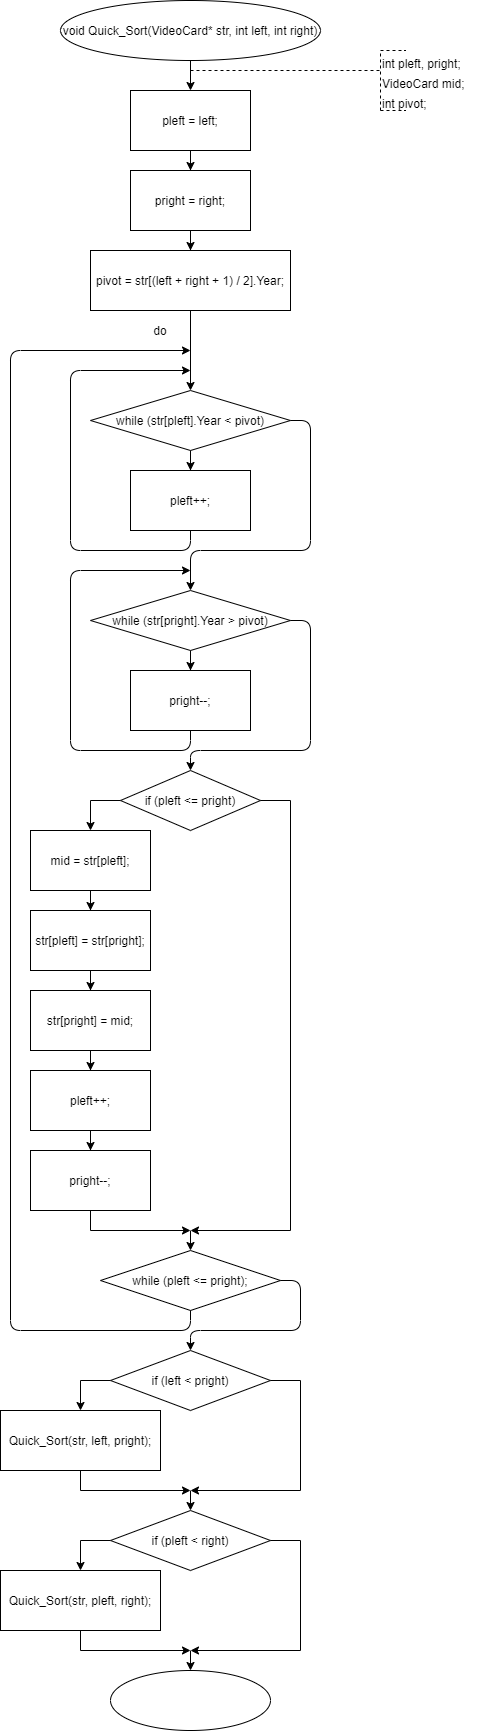 void Quick_Sort(VideoCard* str, int left, int right)
int pleft, pright;
VideoCard mid;
int pivot;
pleft = left;
pright = right;
pivot = str[(left + right + 1) / 2].Year;
do
while (str[pleft].Year < pivot)
pleft++;
while (str[pright].Year > pivot)
pright--;
if (pleft <= pright)
mid = str[pleft];
str[pleft] = str[pright];
str[pright] = mid;
pleft++;
pright--;
while (pleft <= pright);
if (left < pright)
Quick_Sort(str, left, pright);
if (pleft < right)
Quick_Sort(str, pleft, right);